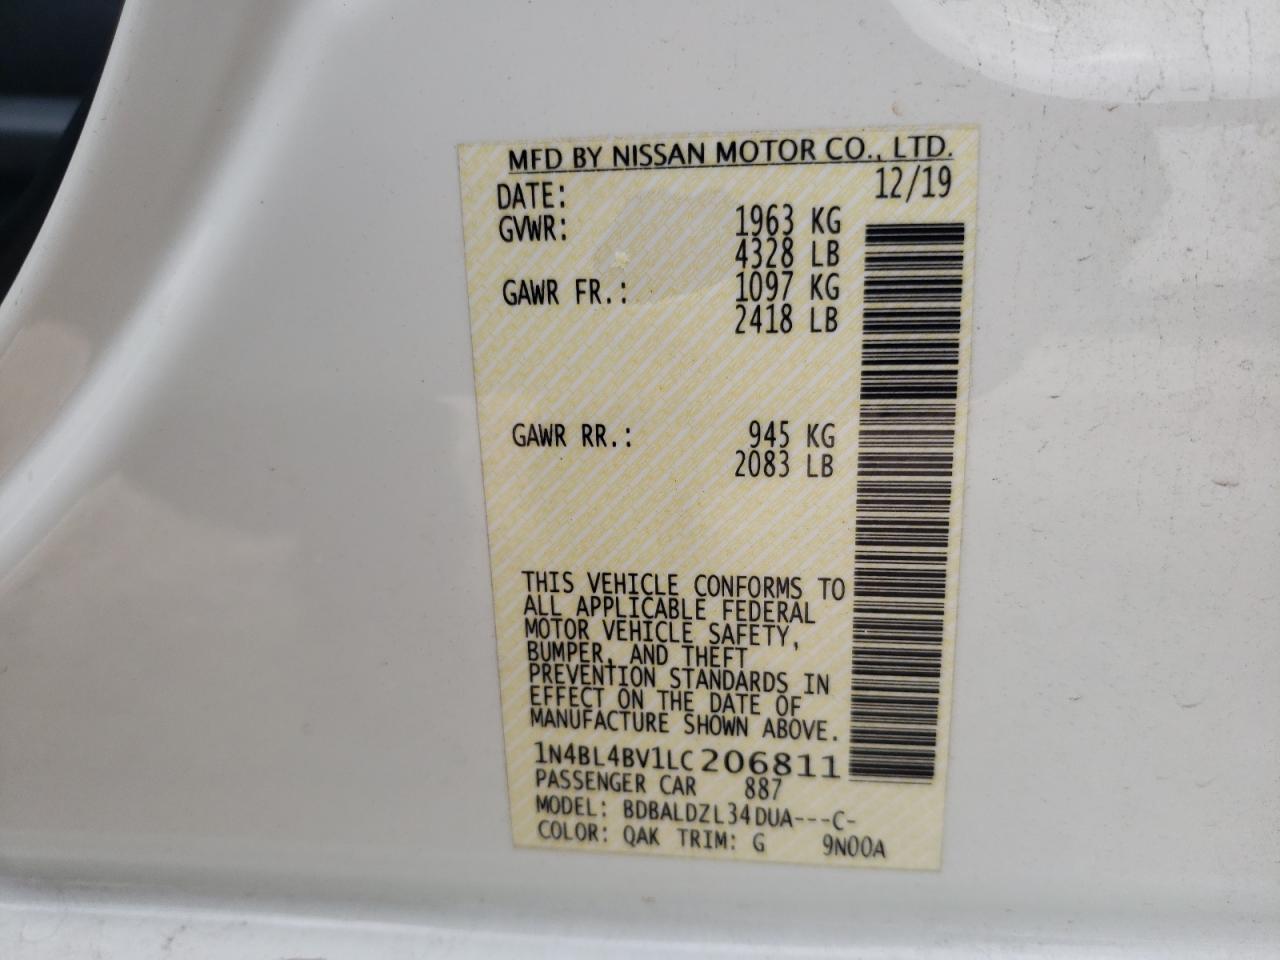 MFD BY NISSAN MOTOR CO., LTD.
DATE: 12/19
GVWR: 1963 KG
4328 LB
GAWR FR.: 1097 KG
2418 LB
GAWR RR.: 945 KG
2083 LB
THIS VEHICLE CONFORMS TO
ALL APPLICABLE FEDERAL
MOTOR VEHICLE SAFETY,
BUMPER, AND THEFT
PREVENTION STANDARDS IN
EFFECT ON THE DATE OF
MANUFACTURE SHOWN ABOVE.
1N4BL4BV1LC206811
PASSENGER CAR 887
MODEL: BDBALDZL34DUA---C-
COLOR: QAK TRIM: G 9N00A